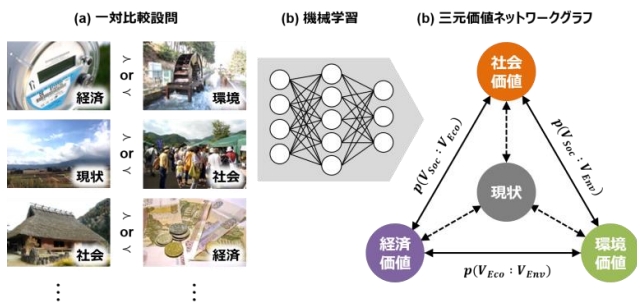 (a) 一対比較設問
(b) 機械学習
(b) 三元価値ネットワークグラフ
経済
≻
or
≺
環境
現状
≻
or
≺
社会
社会
≻
or
≺
経済
⋮
⋮
社会
価値
p(V_Soc : V_Eco)
p(V_Soc : V_Env)
現状
経済
価値
環境
価値
p(V_Eco : V_Env)